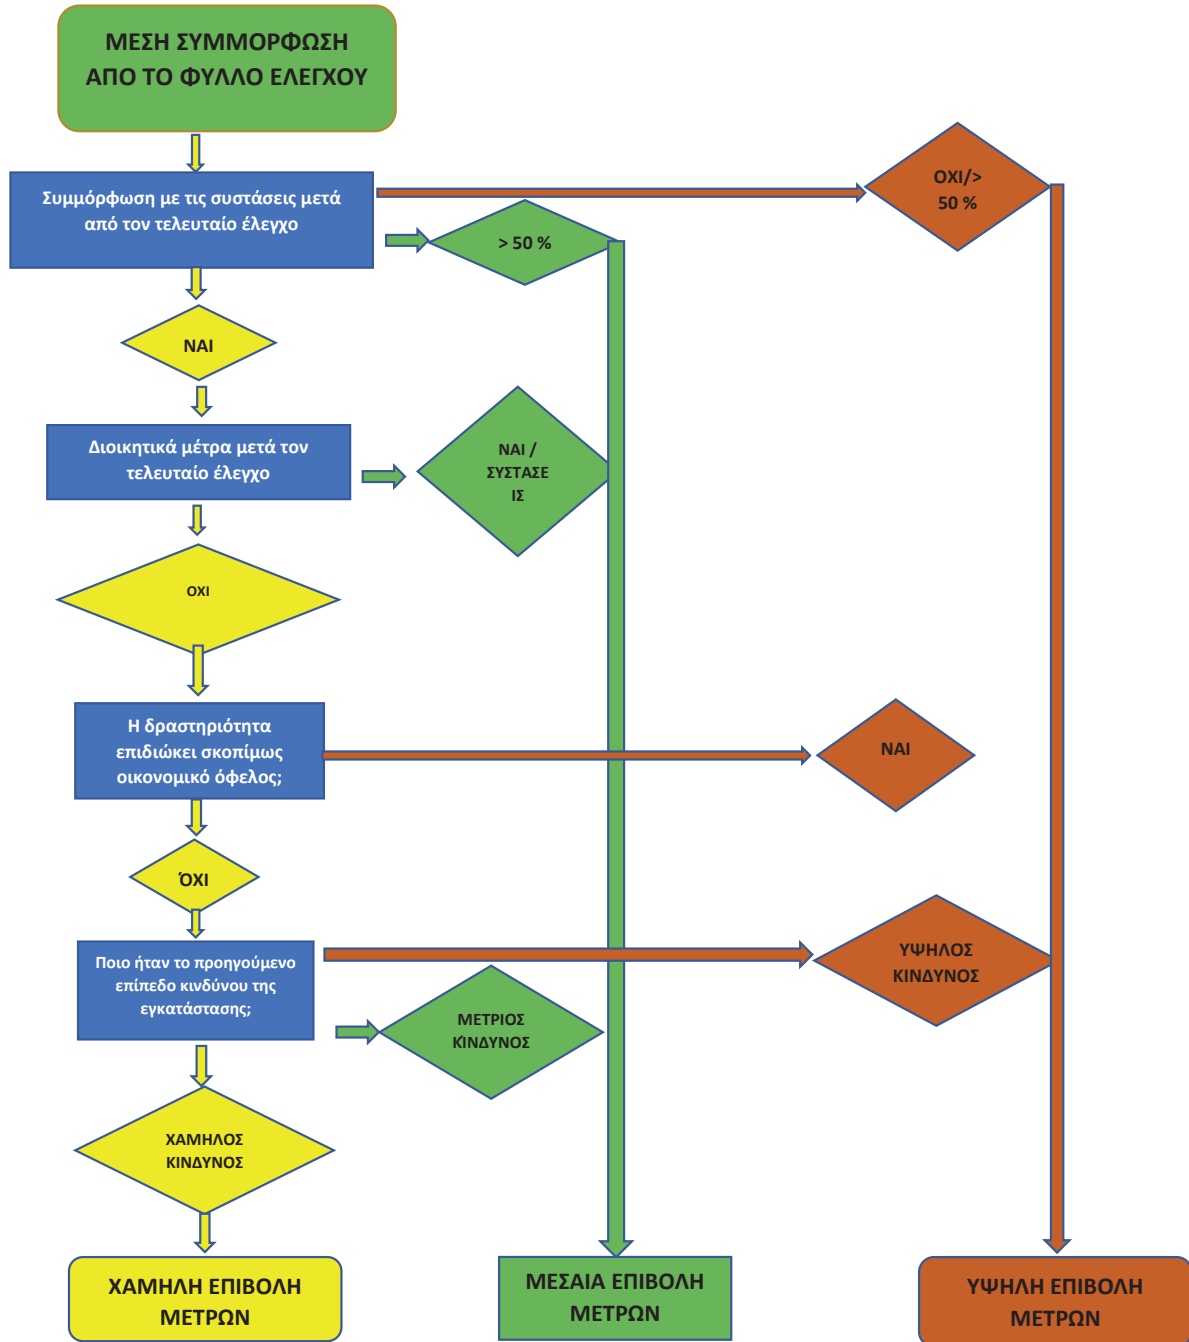 ΜΕΣΗ ΣΥΜΜΟΡΦΩΣΗ
ΑΠΟ ΤΟ ΦΥΛΛΟ ΕΛΕΓΧΟΥ
Συμμόρφωση με τις συστάσεις μετά
από τον τελευταίο έλεγχο
ΟΧΙ/>
50 %
> 50 %
ΝΑΙ
Διοικητικά μέτρα μετά τον
τελευταίο έλεγχο
ΝΑΙ /
ΣΥΣΤΑΣΕ
ΙΣ
ΟΧΙ
Η δραστηριότητα
επιδιώκει σκοπίμως
οικονομικό όφελος;
ΝΑΙ
ΌΧΙ
Ποιο ήταν το προηγούμενο
επίπεδο κινδύνου της
εγκατάστασης;
ΥΨΗΛΟΣ
ΚΙΝΔΥΝΟΣ
ΜΕΤΡΙΟΣ
ΚΊΝΔΥΝΟΣ
ΧΑΜΗΛΟΣ
ΚΙΝΔΥΝΟΣ
ΧΑΜΗΛΗ ΕΠΙΒΟΛΗ
ΜΕΤΡΩΝ
ΜΕΣΑΙΑ ΕΠΙΒΟΛΗ
ΜΕΤΡΩΝ
ΥΨΗΛΗ ΕΠΙΒΟΛΗ
ΜΕΤΡΩΝ